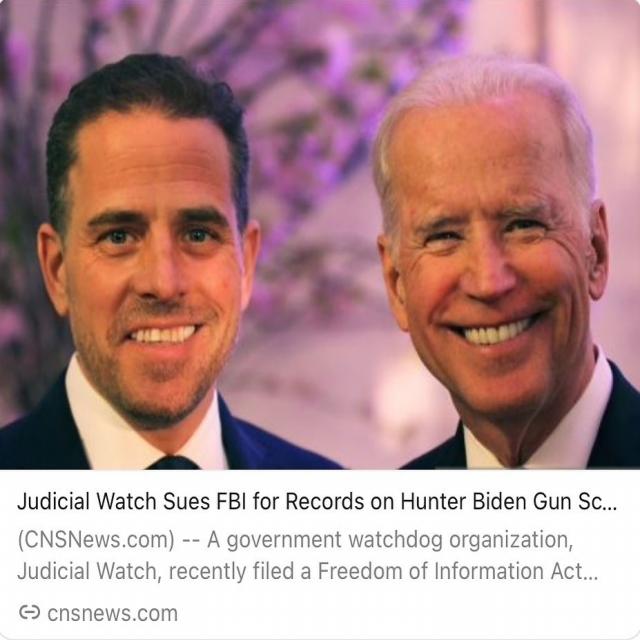 Judicial Watch Sues FBI for Records on Hunter Biden Gun Sc...
(CNSNews.com) -- A government watchdog organization,
Judicial Watch, recently filed a Freedom of Information Act...
cnsnews.com